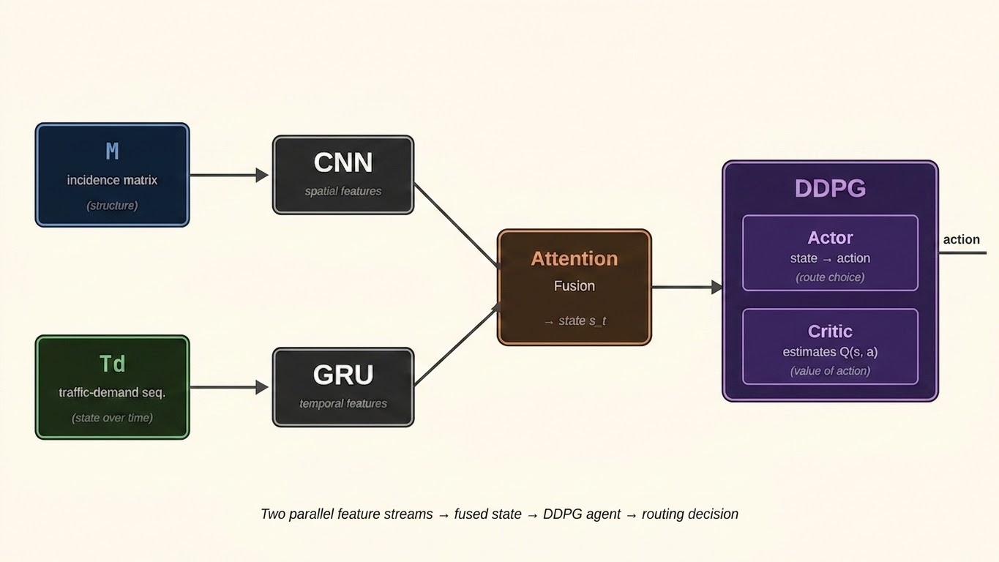 M
incidence matrix
(structure)
CNN
spatial features
Td
traffic-demand seq.
(state over time)
GRU
temporal features
Attention
Fusion
→ state s_t
DDPG
Actor
state → action
(route choice)
Critic
estimates Q(s, a)
(value of action)
action
Two parallel feature streams → fused state → DDPG agent → routing decision